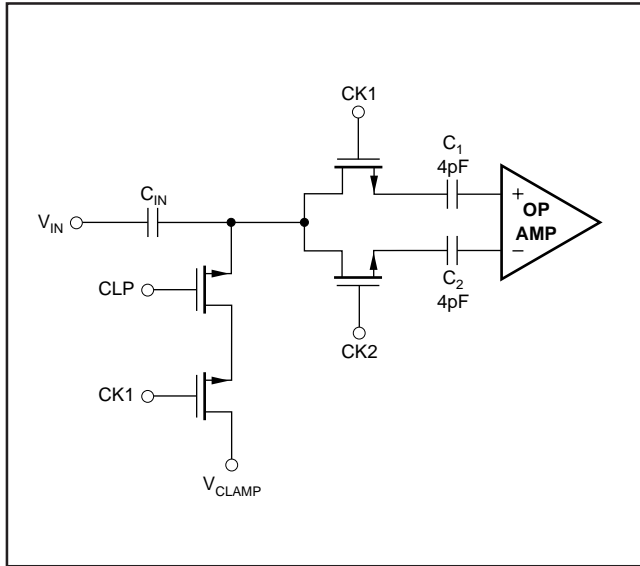 CK1
C1
4pF
CIN
VIN
+
OP
AMP
−
CLP
C2
4pF
CK2
CK1
VCLAMP